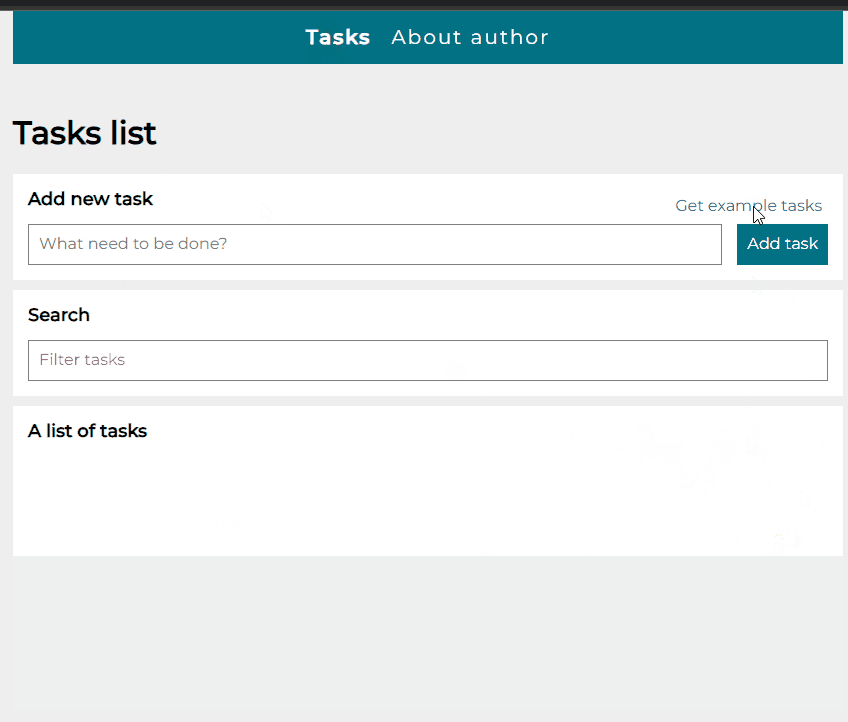 Tasks About author
Tasks list
Add new task
Get example tasks
What need to be done?
Add task
Search
Filter tasks
A list of tasks